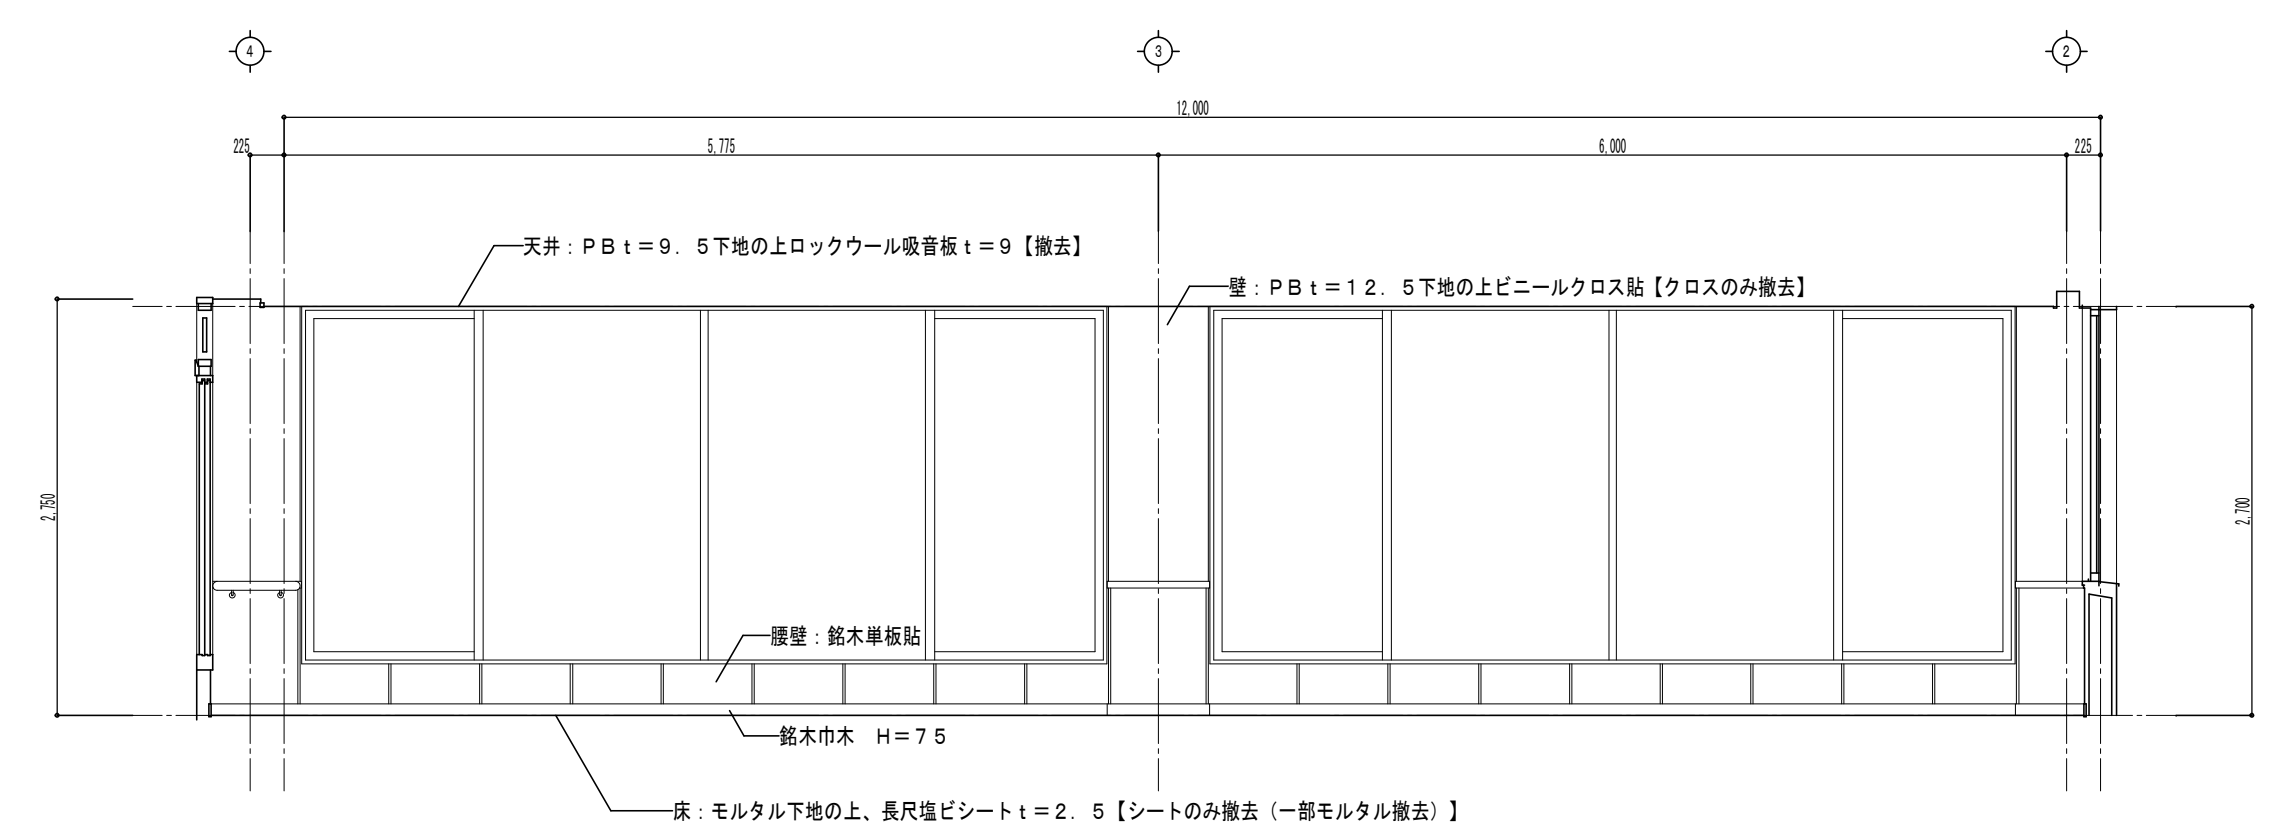 4
3
2
12,000
225
5,775
6,000
225
天井：ＰＢｔ＝９．５下地の上ロックウール吸音板ｔ＝９【撤去】
壁：ＰＢｔ＝１２．５下地の上ビニールクロス貼【クロスのみ撤去】
2,750
2,700
腰壁：銘木単板貼
銘木巾木　Ｈ＝７５
床：モルタル下地の上、長尺塩ビシートｔ＝２．５【シートのみ撤去（一部モルタル撤去）】